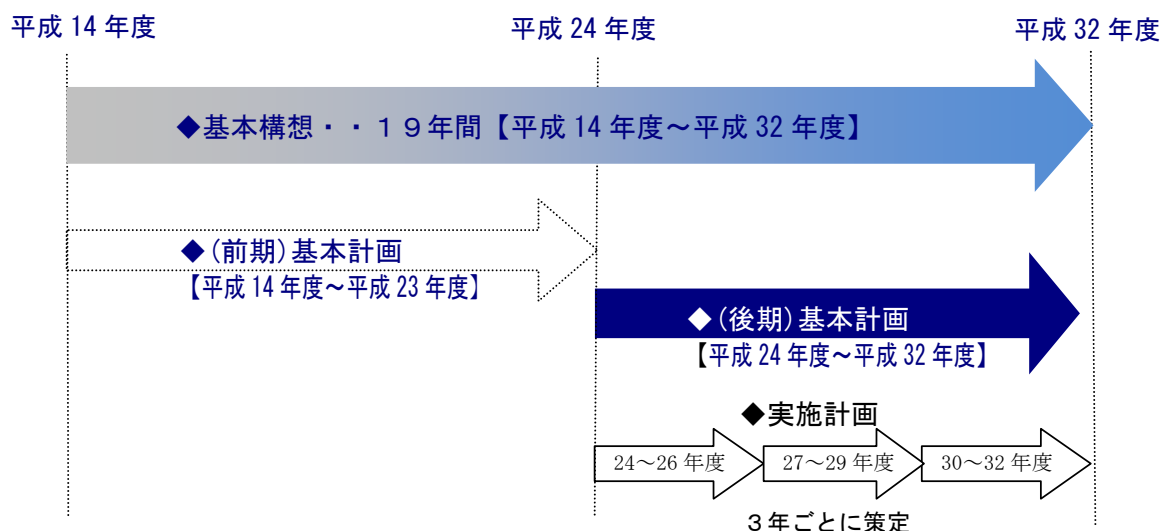 平成 14 年度
平成 24 年度
平成 32 年度
◆基本構想・・１９年間【平成 14 年度～平成 32 年度】
◆(前期)基本計画
【平成 14 年度～平成 23 年度】
◆(後期)基本計画
【平成 24 年度～平成 32 年度】
◆実施計画
24～26 年度
27～29 年度
30～32 年度
３年ごとに策定